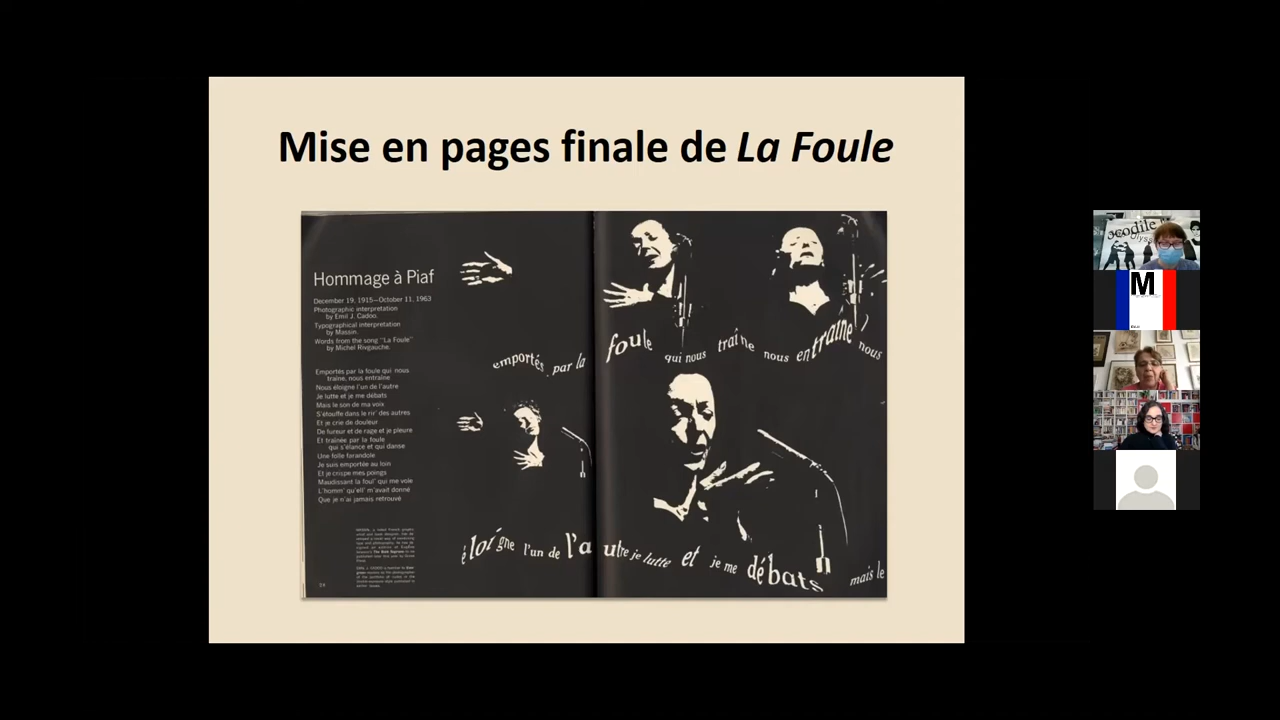 Mise en pages finale de La Foule
Hommage à Piaf
December 19, 1915—October 11, 1963
Photographic interpretation
by Emil J. Cadoo.
Typographical interpretation
by Massin.
Words from the song "La Foule"
by Michel Rivgauche.
Emportés par la foule qui nous
traine, nous entraîne
Nous éloigne l'un de l'autre
Je lutte et je me débats
Mais le son de ma voix
S'étouffe dans le rir' des autres
Et je crie de douleur
De fureur et de rage et je pleure
Et traînée par la foule
qui s'élance et qui danse
Une folle farandole
Je suis emportée au loin
Et je crispe mes poings
Maudissant la foul' qui me vole
L'homm' qu'ell' m'avait donné
Que je n'ai jamais retrouvé
emportés par la foule qui nous traîne nous entraîne nous
éloigne l'un de l'autre je lutte et je me débats mais le
ocodile
M